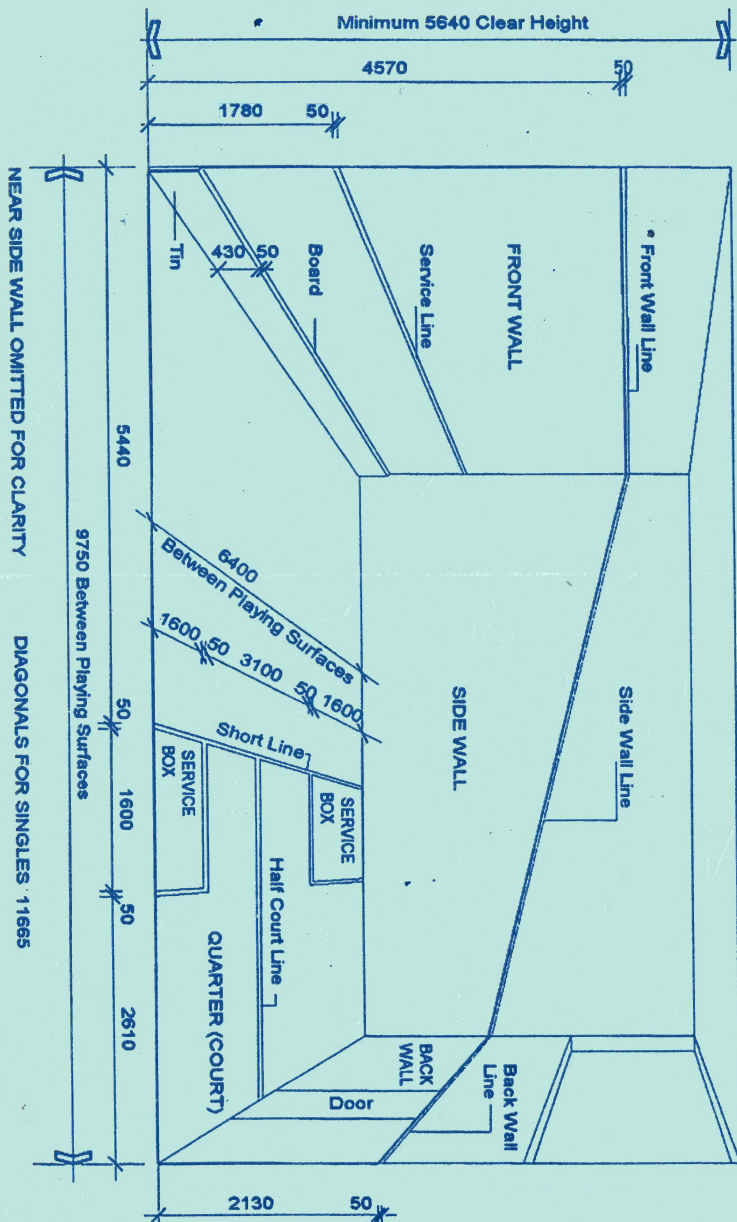 Minimum 5640 Clear Height
4570
50
1780
50
Front Wall Line
FRONT WALL
Service Line
Board
430
50
Tin
Side Wall Line
SIDE WALL
6400
Between Playing Surfaces
1600
50
3100
50
1600
Short Line
SERVICE
BOX
SERVICE
BOX
Half Court Line
QUARTER (COURT)
BACK
WALL
Back Wall
Line
Door
2130
50
5440
50
1600
50
2610
9750 Between Playing Surfaces
NEAR SIDE WALL OMITTED FOR CLARITY
DIAGONALS FOR SINGLES 11665